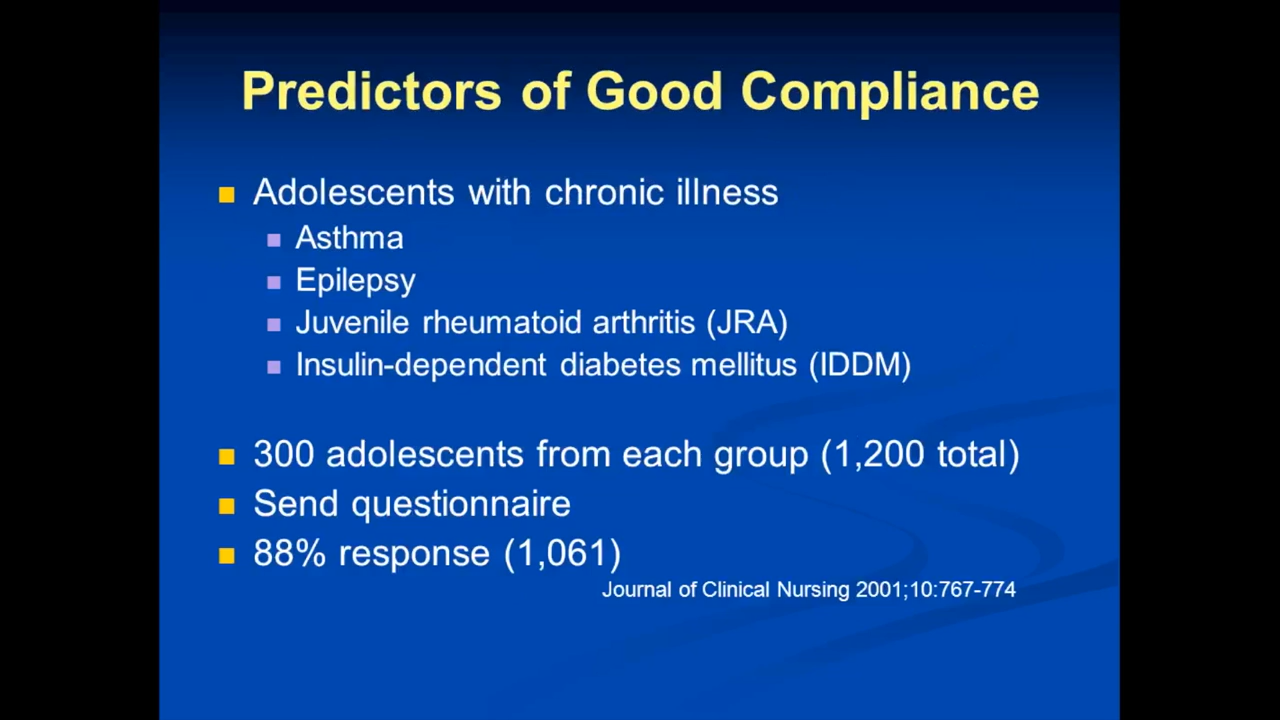 Predictors of Good Compliance
Adolescents with chronic illness
Asthma
Epilepsy
Juvenile rheumatoid arthritis (JRA)
Insulin-dependent diabetes mellitus (IDDM)
300 adolescents from each group (1,200 total)
Send questionnaire
88% response (1,061)
Journal of Clinical Nursing 2001;10:767-774